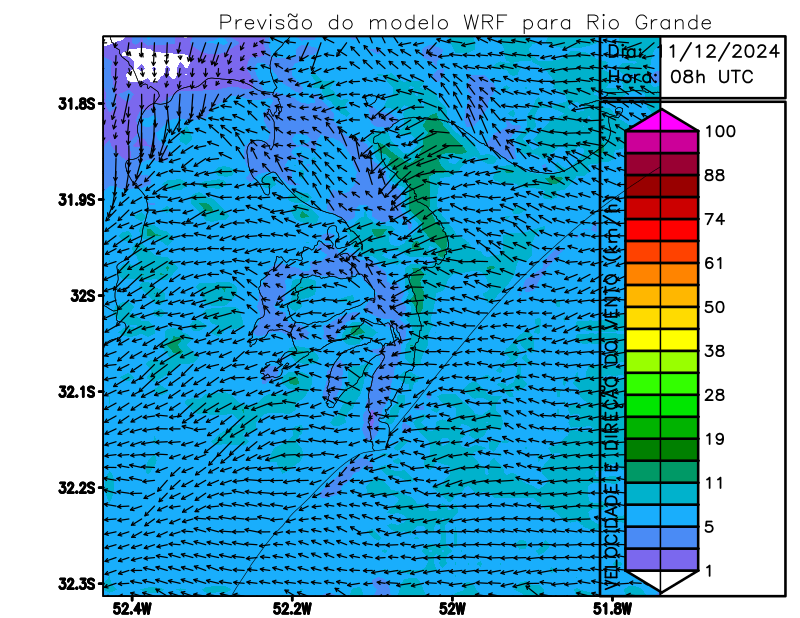 Previsão do modelo WRF para Rio Grande
Dia: 11/12/2024
Hora: 08h UTC
VELOCIDADE E DIREÇÃO DO VENTO (km/h)
100
88
74
61
50
38
28
19
11
5
1
31.8S
31.9S
32S
32.1S
32.2S
32.3S
52.4W
52.2W
52W
51.8W